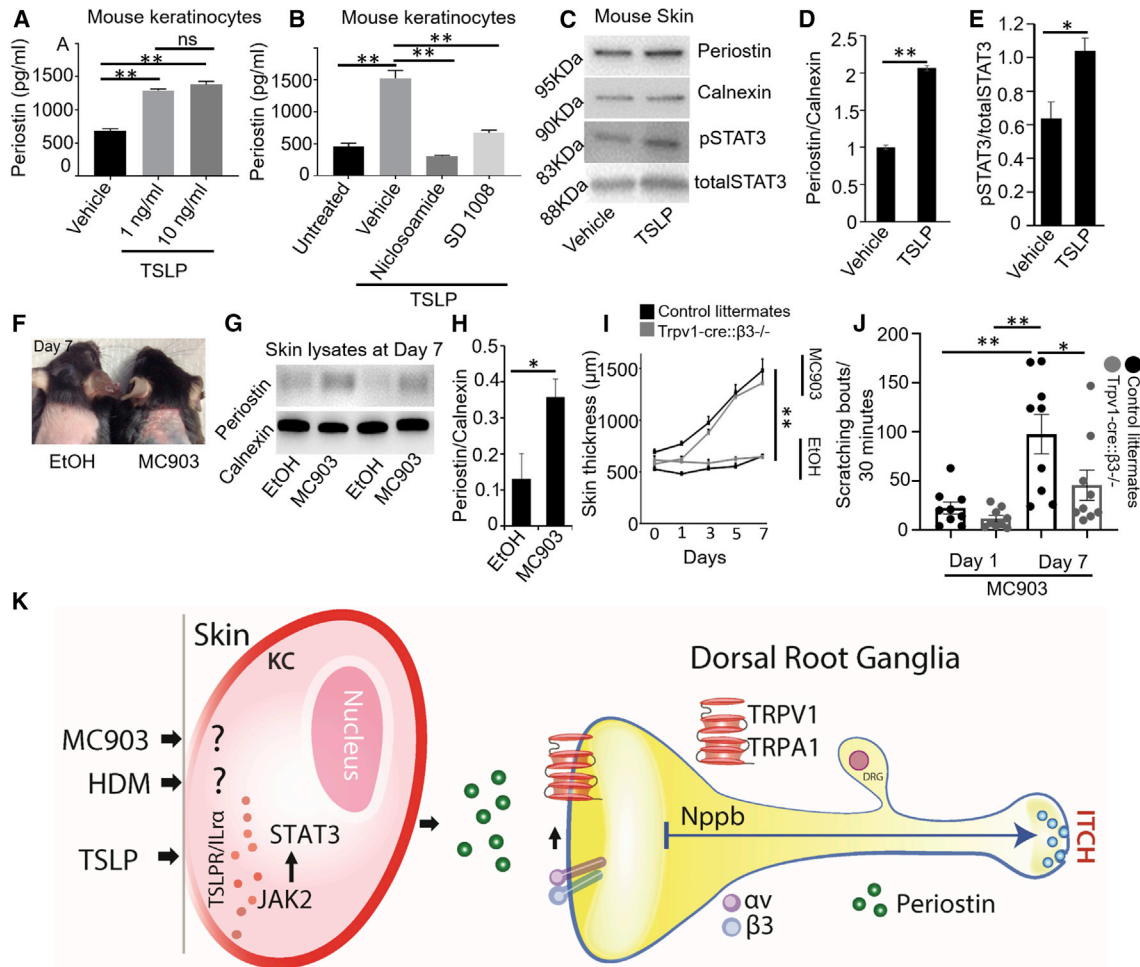 A
Mouse keratinocytes
A
Periostin (pg/ml)
1500
1000
500
0
ns
**
**
Vehicle
1 ng/ml
10 ng/ml
TSLP
B
Mouse keratinocytes
Periostin (pg/ml)
2000
1500
1000
500
0
**
**
**
**
Untreated
Vehicle
Niclosoamide
SD 1008
TSLP
C
Mouse Skin
95KDa
Periostin
90KDa
Calnexin
83KDa
pSTAT3
88KDa
totalSTAT3
Vehicle
TSLP
D
Periostin/Calnexin
2.5
2
1.5
1
0.5
0
**
Vehicle
TSLP
E
pSTAT3/totalSTAT3
1.2
1.0
0.8
0.6
0.4
0.2
0
*
Vehicle
TSLP
F
Day 7
EtOH
MC903
G
Skin lysates at Day 7
Periostin
Calnexin
EtOH
MC903
EtOH
MC903
H
Periostin/Calnexin
0.5
0.4
0.3
0.2
0.1
0
*
EtOH
MC903
I
Control littermates
Trpv1-cre::β3-/-
Skin thickness (µm)
1500
1000
500
0
0 1 3 5 7
Days
**
MC903
EtOH
J
Scratching bouts/
30 minutes
200
150
100
50
0
**
**
*
Day 1
Day 7
MC903
Control littermates
Trpv1-cre::β3-/-
K
Skin
KC
Nucleus
MC903
?
HDM
?
TSLP
TSLPR/ILrα
STAT3
JAK2
Dorsal Root Ganglia
TRPV1
TRPA1
DRG
Nppb
ITCH
αv
β3
Periostin